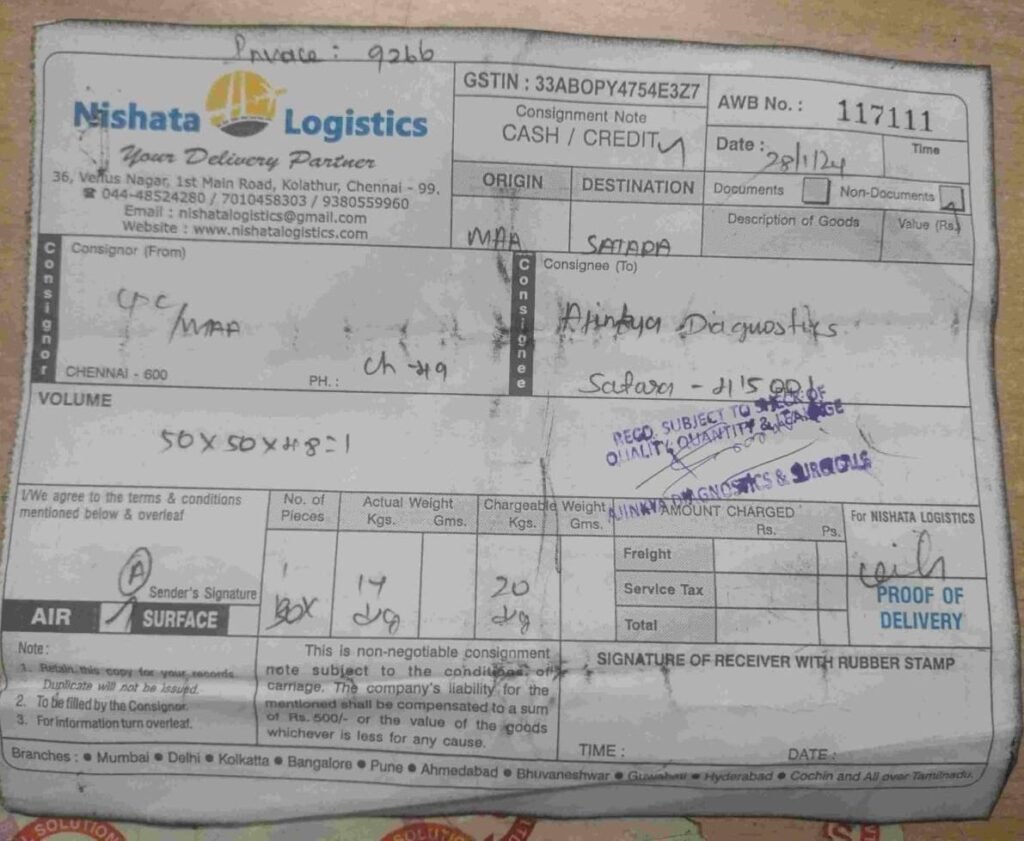 Invoice : 9266
Nishata Logistics
Your Delivery Partner
36, Venus Nagar, 1st Main Road, Kolathur, Chennai - 99.
☎ 044-48524280 / 7010458303 / 9380559960
Email : nishatalogistics@gmail.com
Website : www.nishatalogistics.com
GSTIN : 33ABOPY4754E3Z7
Consignment Note
CASH / CREDIT
AWB No. : 117111
Date : 28/1/24
Time
ORIGIN DESTINATION
Documents Non-Documents
Description of Goods Value (Rs.)
MAA SATARA
Consignor
Consignor (From)
CPC/MAA
Ch-49
CHENNAI - 600 PH. :
Consignee
Consignee (To)
Ajinkya Diagnostics
Satara - 415001
VOLUME
50 x 50 x 48 = 1
RECD. SUBJECT TO CHECK OF
QUALITY, QUANTITY & LEAKAGE
AJINKYA DIAGNOSTICS & SURGICALS
I/We agree to the terms & conditions
mentioned below & overleaf
A
Sender's Signature
AIR SURFACE
No. of Pieces
Actual Weight
Kgs. Gms.
Chargeable Weight
Kgs. Gms.
1 BOX
17 kg
20 kg
AMOUNT CHARGED
Rs. Ps.
Freight
Service Tax
Total
For NISHATA LOGISTICS
PROOF OF
DELIVERY
Note :
1. Retain this copy for your records
Duplicate will not be issued.
2. To be filled by the Consignor.
3. For information turn overleaf.
This is non-negotiable consignment
note subject to the conditions of
carriage. The company's liability for the
mentioned shall be compensated to a sum
of Rs. 500/- or the value of the goods
whichever is less for any cause.
SIGNATURE OF RECEIVER WITH RUBBER STAMP
TIME : DATE :
Branches : ● Mumbai ● Delhi ● Kolkatta ● Bangalore ● Pune ● Ahmedabad ● Bhuvaneshwar ● Guwahati ● Hyderabad ● Cochin and All over Tamilnadu.
SOLUTION